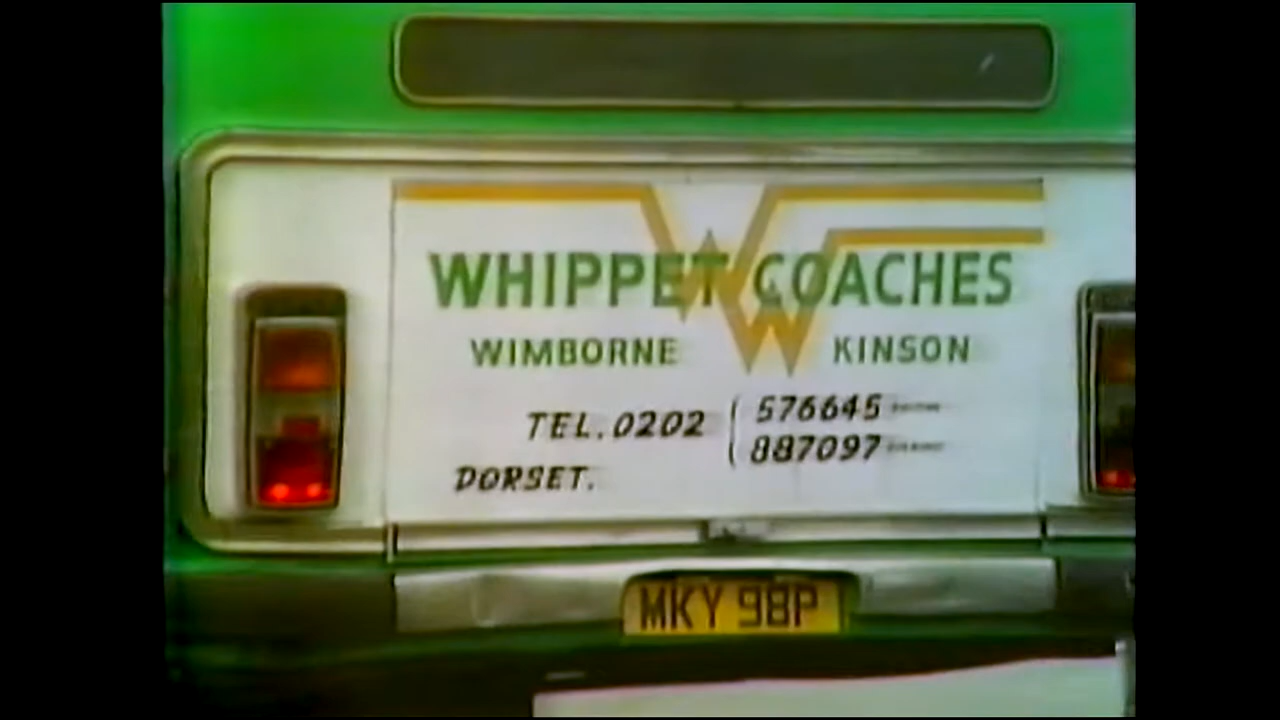 WHIPPET COACHES
WIMBORNE KINSON
TEL. 0202 576645
887097
DORSET.
MKY 98P